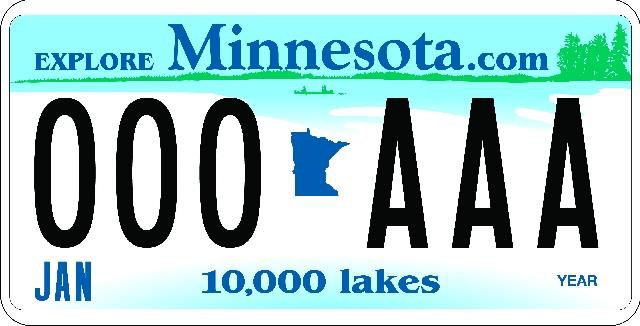 EXPLORE Minnesota.com
000 AAA
JAN 10,000 lakes YEAR